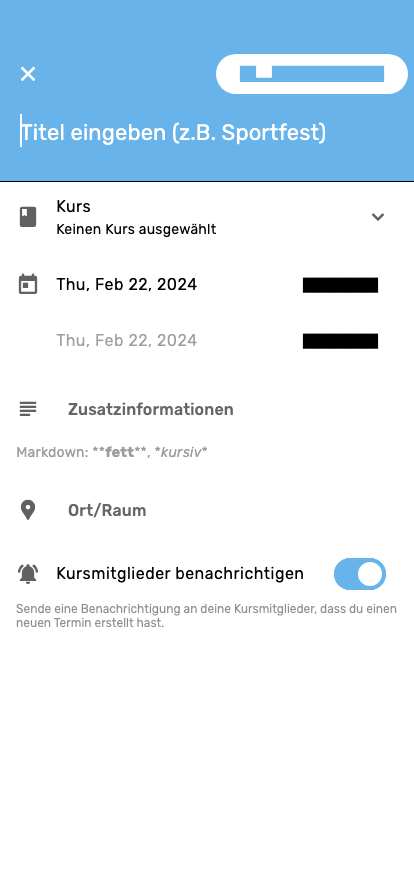 Titel eingeben (z.B. Sportfest)
Kurs
Keinen Kurs ausgewählt
Thu, Feb 22, 2024
Thu, Feb 22, 2024
Zusatzinformationen
Markdown: **fett**, *kursiv*
Ort/Raum
Kursmitglieder benachrichtigen
Sende eine Benachrichtigung an deine Kursmitglieder, dass du einen
neuen Termin erstellt hast.